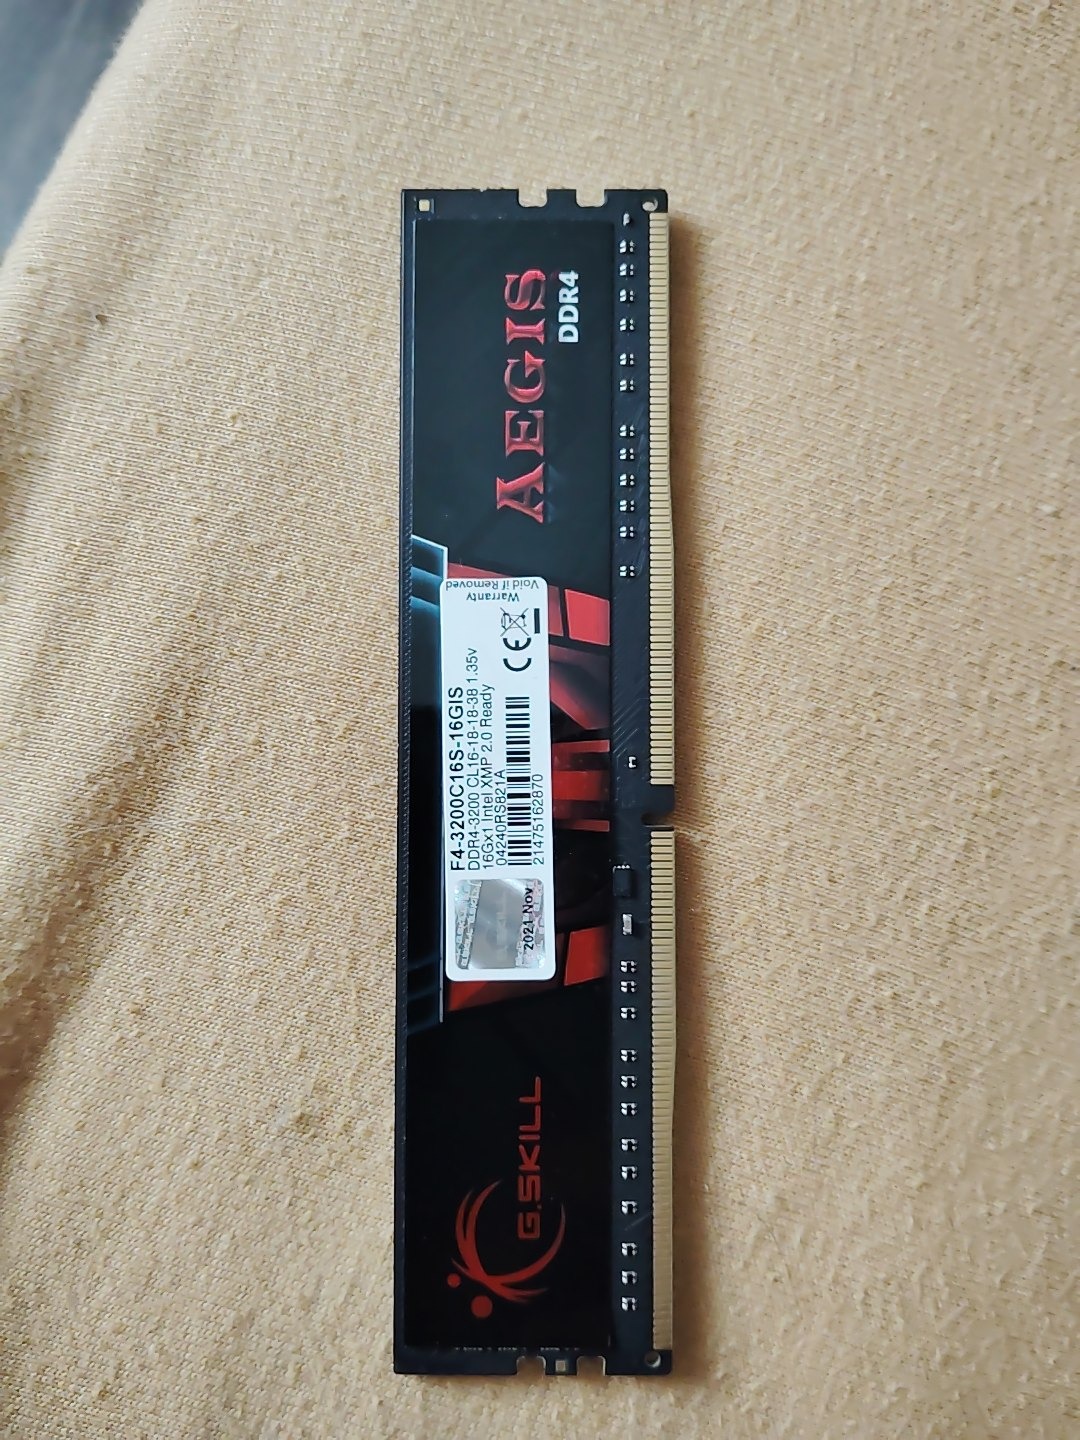 G.SKILL
F4-3200C16S-16GIS
DDR4-3200 CL16-18-18-38 1.35v
16Gx1 Intel XMP 2.0 Ready
04240RS821A
21475162870
2021 Nov
CE
Warranty
Void if Removed
AEGIS
DDR4